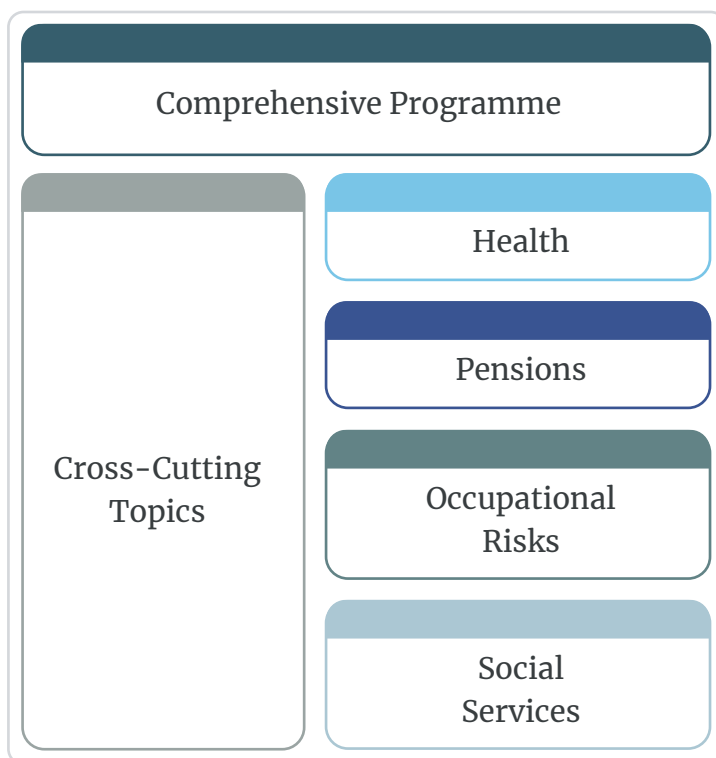 Comprehensive Programme
Cross-Cutting
Topics
Health
Pensions
Occupational
Risks
Social
Services